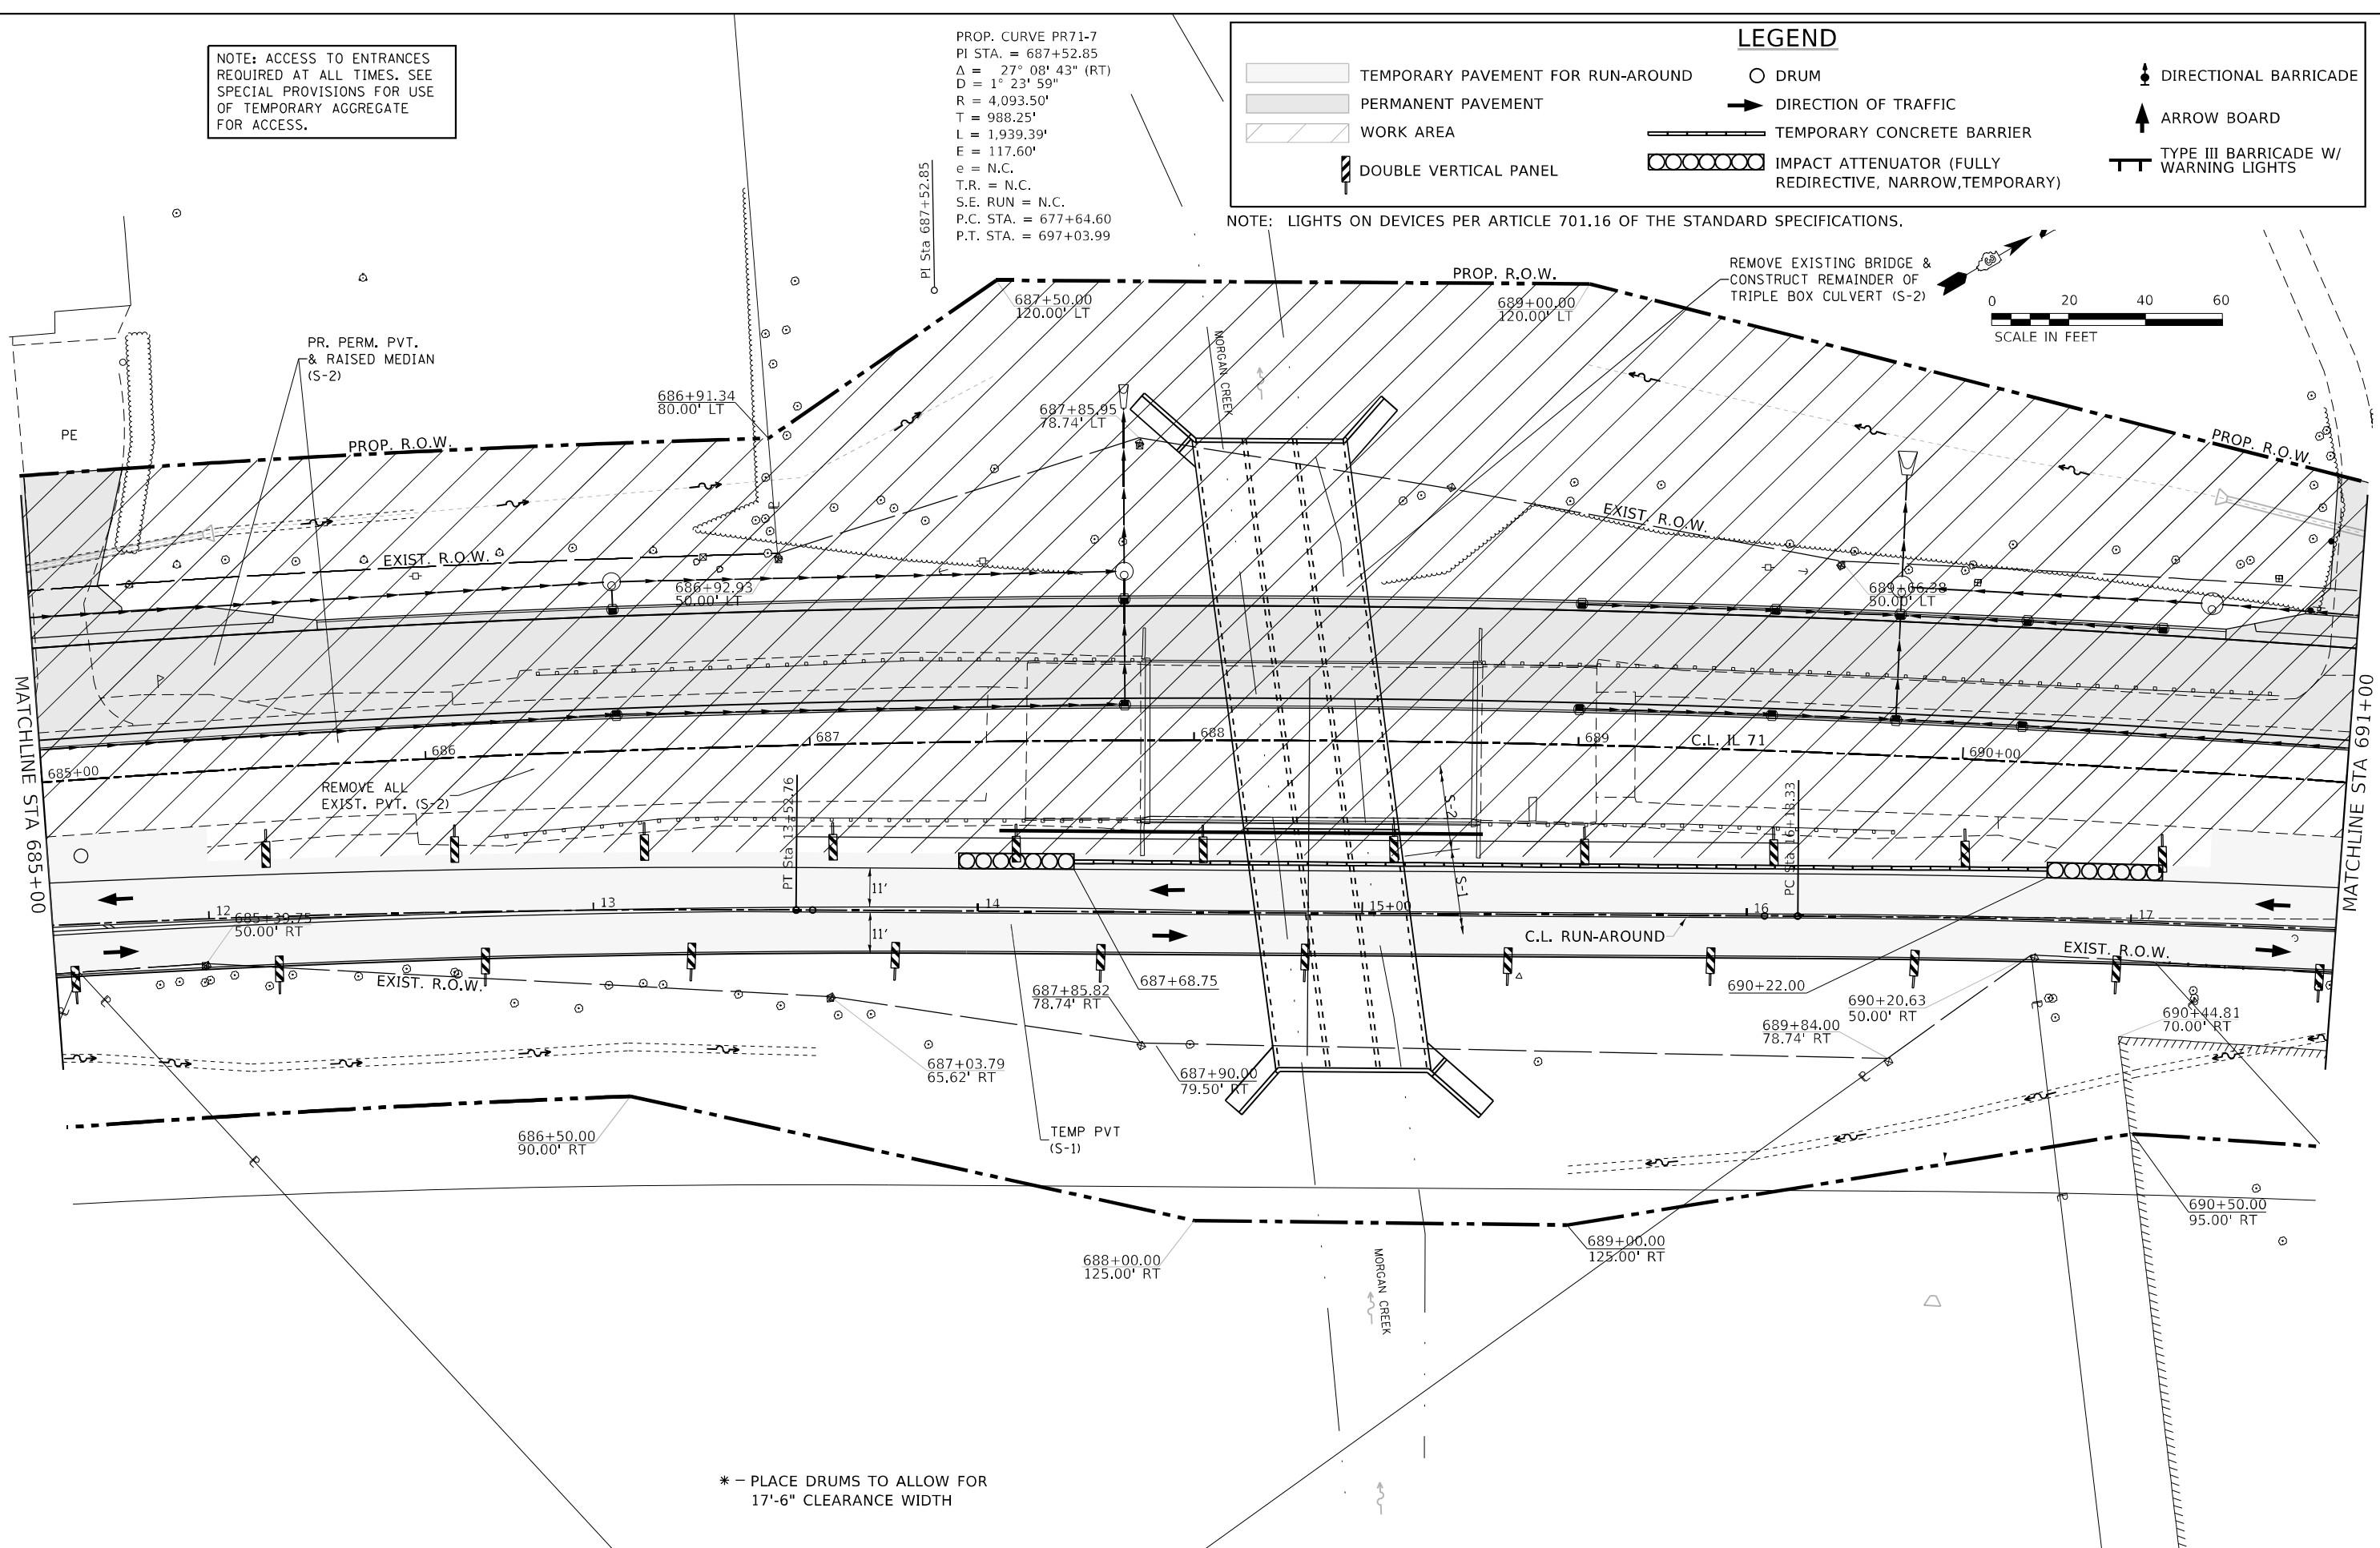 NOTE: ACCESS TO ENTRANCES
REQUIRED AT ALL TIMES. SEE
SPECIAL PROVISIONS FOR USE
OF TEMPORARY AGGREGATE
FOR ACCESS.
PROP. CURVE PR71-7
PI STA. = 687+52.85
Δ = 27° 08' 43" (RT)
D = 1° 23' 59"
R = 4,093.50'
T = 988.25'
L = 1,939.39'
E = 117.60'
e = N.C.
T.R. = N.C.
S.E. RUN = N.C.
P.C. STA. = 677+64.60
P.T. STA. = 697+03.99
PI Sta 687+52.85
LEGEND
TEMPORARY PAVEMENT FOR RUN-AROUND
PERMANENT PAVEMENT
WORK AREA
DOUBLE VERTICAL PANEL
DRUM
DIRECTION OF TRAFFIC
TEMPORARY CONCRETE BARRIER
IMPACT ATTENUATOR (FULLY
REDIRECTIVE, NARROW,TEMPORARY)
DIRECTIONAL BARRICADE
ARROW BOARD
TYPE III BARRICADE W/
WARNING LIGHTS
NOTE: LIGHTS ON DEVICES PER ARTICLE 701.16 OF THE STANDARD SPECIFICATIONS.
REMOVE EXISTING BRIDGE &
CONSTRUCT REMAINDER OF
TRIPLE BOX CULVERT (S-2)
0 20 40 60
SCALE IN FEET
PROP. R.O.W.
687+50.00
120.00' LT
689+00.00
120.00' LT
PR. PERM. PVT.
& RAISED MEDIAN
(S-2)
MORGAN CREEK
686+91.34
80.00' LT
687+85.95
78.74' LT
PE
PROP. R.O.W.
PROP. R.O.W.
EXIST. R.O.W.
EXIST. R.O.W.
686+92.93
50.00' LT
689+66.38
50.00' LT
MATCHLINE STA 685+00
MATCHLINE STA 691+00
685+00
686
687
688
689
C.L. IL 71
690+00
REMOVE ALL
EXIST. PVT. (S-2)
PT Sta 13+52.76
PC Sta 16+13.33
S-2
S-1
11'
11'
12
13
14
15+00
16
17
685+39.75
50.00' RT
C.L. RUN-AROUND
EXIST. R.O.W.
EXIST. R.O.W.
687+68.75
687+85.82
78.74' RT
690+22.00
690+20.63
50.00' RT
690+44.81
70.00' RT
689+84.00
78.74' RT
687+03.79
65.62' RT
687+90.00
79.50' RT
TEMP PVT
(S-1)
686+50.00
90.00' RT
690+50.00
95.00' RT
688+00.00
125.00' RT
689+00.00
125.00' RT
MORGAN CREEK
* - PLACE DRUMS TO ALLOW FOR
17'-6" CLEARANCE WIDTH